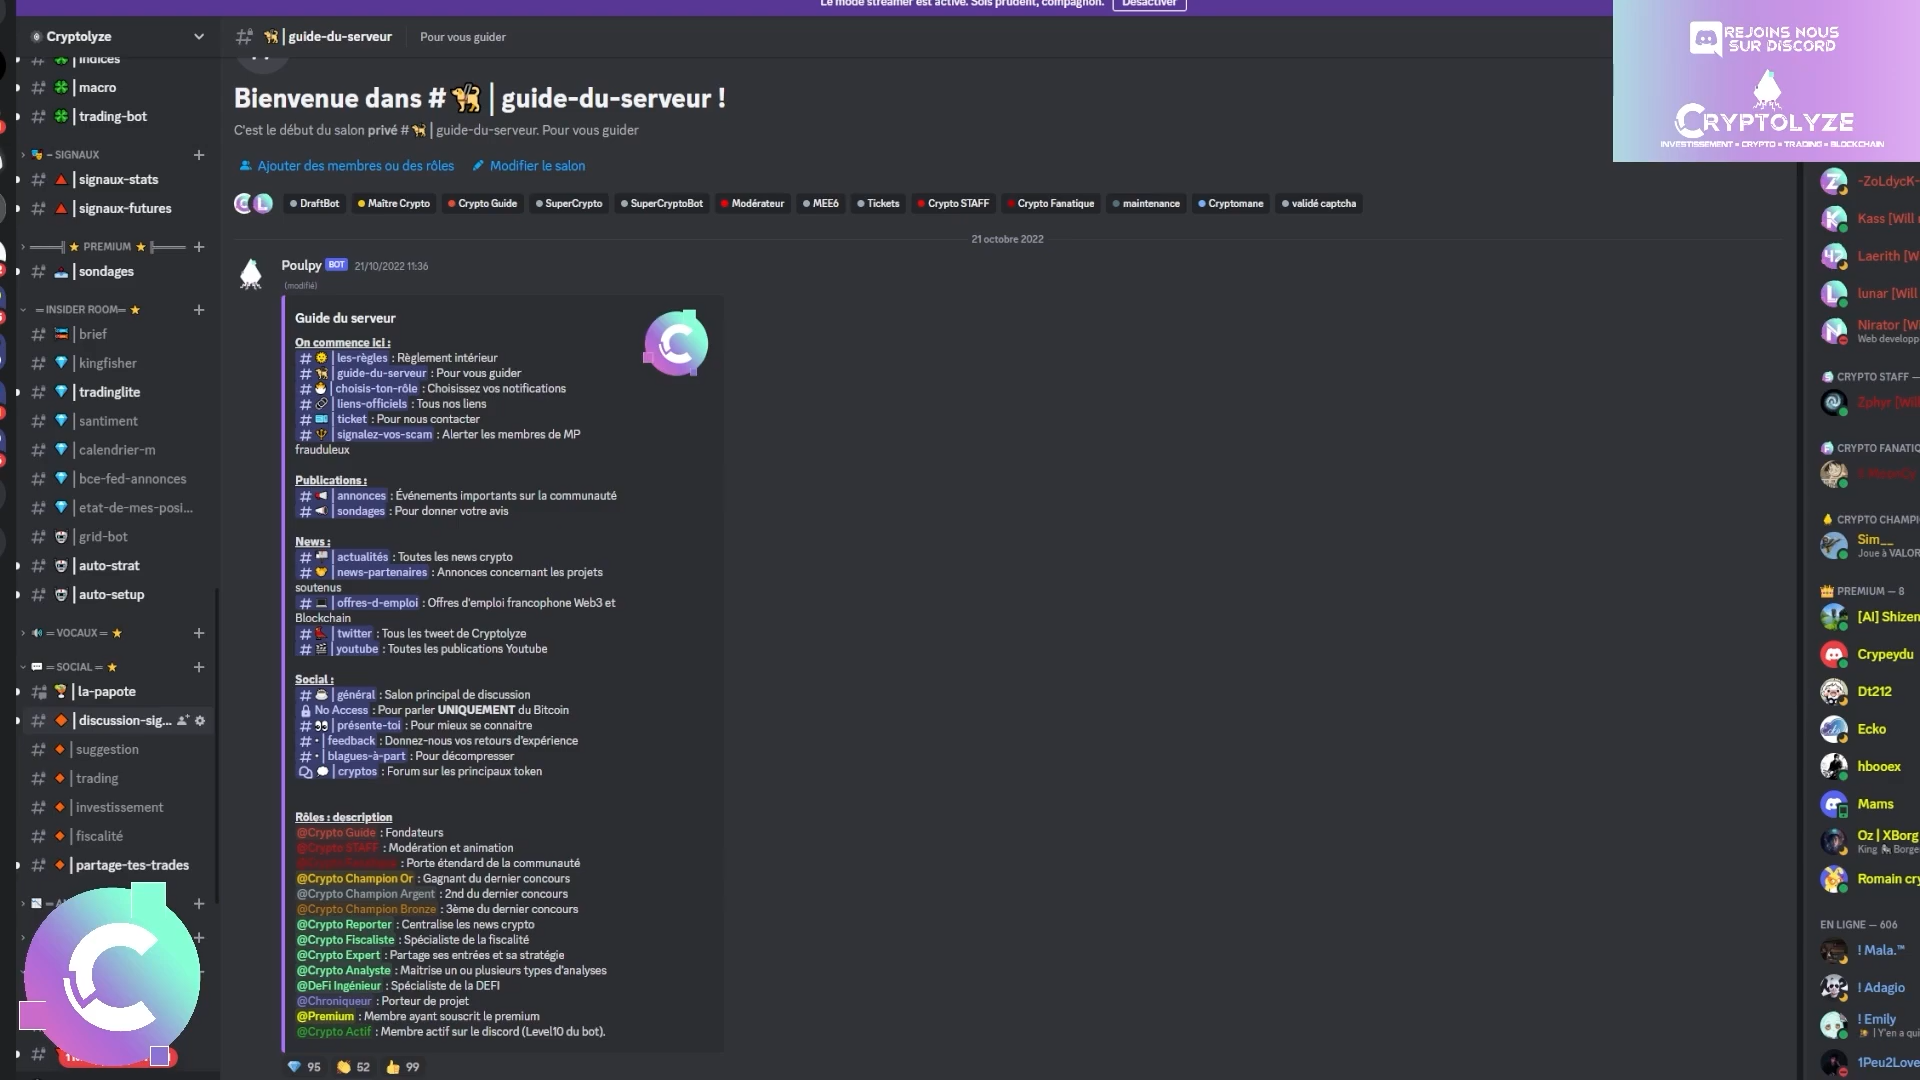 Le mode streamer est activé. Sois prudent, compagnon. Désactiver
Cryptolyze
| guide-du-serveur
Pour vous guider
REJOINS NOUS
SUR DISCORD
CRYPTOLYZE
INVESTISSEMENT • CRYPTO • TRADING • BLOCKCHAIN
indices
macro
trading-bot
- SIGNAUX
signaux-stats
signaux-futures
PREMIUM
sondages
=INSIDER ROOM=
brief
kingfisher
tradinglite
santiment
calendrier-m
bce-fed-annonces
etat-de-mes-posi...
grid-bot
auto-strat
auto-setup
= VOCAUX =
= SOCIAL =
la-papote
discussion-sig...
suggestion
trading
investissement
fiscalité
partage-tes-trades
Bienvenue dans # | guide-du-serveur !
C'est le début du salon privé # | guide-du-serveur. Pour vous guider
Ajouter des membres ou des rôles Modifier le salon
DraftBot Maître Crypto Crypto Guide SuperCrypto SuperCryptoBot Modérateur MEE6 Tickets Crypto STAFF Crypto Fanatique maintenance Cryptomane validé captcha
21 octobre 2022
Poulpy BOT 21/10/2022 11:36
(modifié)
Guide du serveur
On commence ici :
# | les-règles : Règlement intérieur
# | guide-du-serveur : Pour vous guider
# | choisis-ton-rôle : Choisissez vos notifications
# | liens-officiels : Tous nos liens
# | ticket : Pour nous contacter
# | signalez-vos-scam : Alerter les membres de MP
frauduleux
Publications :
# | annonces : Événements importants sur la communauté
# | sondages : Pour donner votre avis
News :
# | actualités : Toutes les news crypto
# | news-partenaires : Annonces concernant les projets
soutenus
# | offres-d-emploi : Offres d'emploi francophone Web3 et
Blockchain
# | twitter : Tous les tweet de Cryptolyze
# | youtube : Toutes les publications Youtube
Social :
# | général : Salon principal de discussion
No Access : Pour parler UNIQUEMENT du Bitcoin
# | présente-toi : Pour mieux se connaitre
# • | feedback : Donnez-nous vos retours d'expérience
# • | blagues-à-part : Pour décompresser
| cryptos : Forum sur les principaux token
Rôles : description
@Crypto Guide : Fondateurs
@Crypto STAFF : Modération et animation
@Crypto Fanatique : Porte étendard de la communauté
@Crypto Champion Or : Gagnant du dernier concours
@Crypto Champion Argent : 2nd du dernier concours
@Crypto Champion Bronze : 3ème du dernier concours
@Crypto Reporter : Centralise les news crypto
@Crypto Fiscaliste : Spécialiste de la fiscalité
@Crypto Expert : Partage ses entrées et sa stratégie
@Crypto Analyste : Maitrise un ou plusieurs types d'analyses
@DeFi Ingénieur : Spécialiste de la DEFI
@Chroniqueur : Porteur de projet
@Premium : Membre ayant souscrit le premium
@Crypto Actif : Membre actif sur le discord (Level10 du bot).
95 52 99
-ZoLdycK-
Kass [Will
Laerith [W
lunar [Will
Nirator [Wi
Web develop
CRYPTO STAFF —
Zphyr [Will
CRYPTO FANATIQ
CRYPTO CHAMPI
Sim__
Joue à VALOR
PREMIUM — 8
[AI] Shizen
Crypeydu
Dt212
Ecko
hbooex
Mams
Oz | XBorg
King Borge
Romain cry
EN LIGNE — 606
! Mala.™
! Adagio
! Emily
| Y'en a qui
1Peu2Love